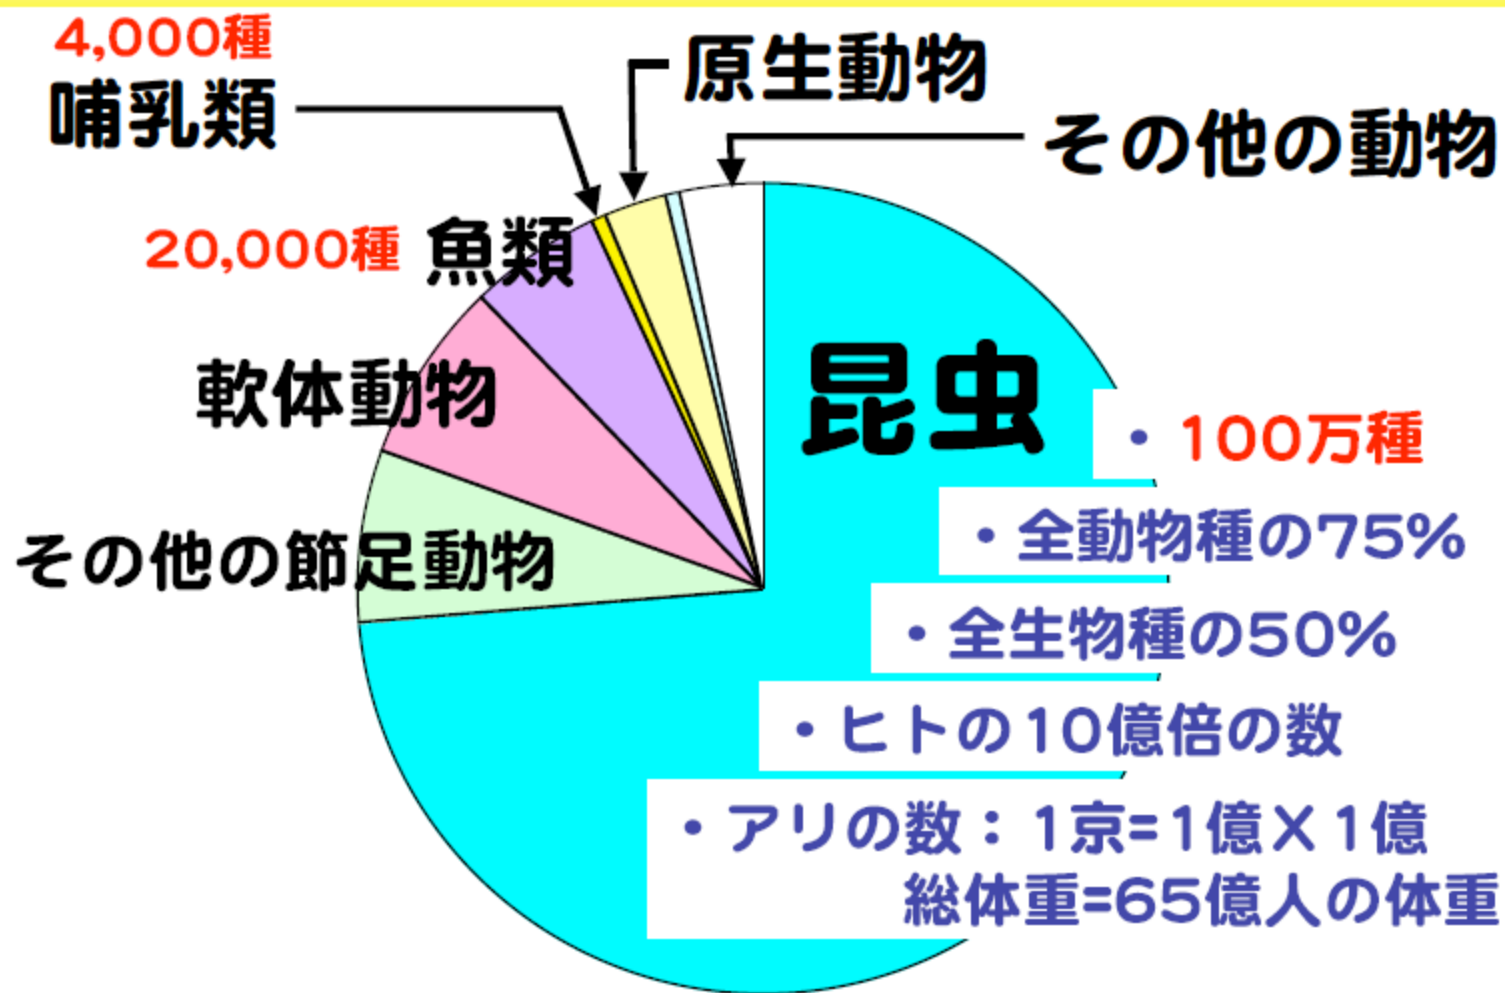 4,000種
哺乳類
原生動物
その他の動物
20,000種 魚類
軟体動物
その他の節足動物
昆虫
・100万種
・全動物種の75%
・全生物種の50%
・ヒトの10億倍の数
・アリの数：1京=1億X1億
総体重=65億人の体重